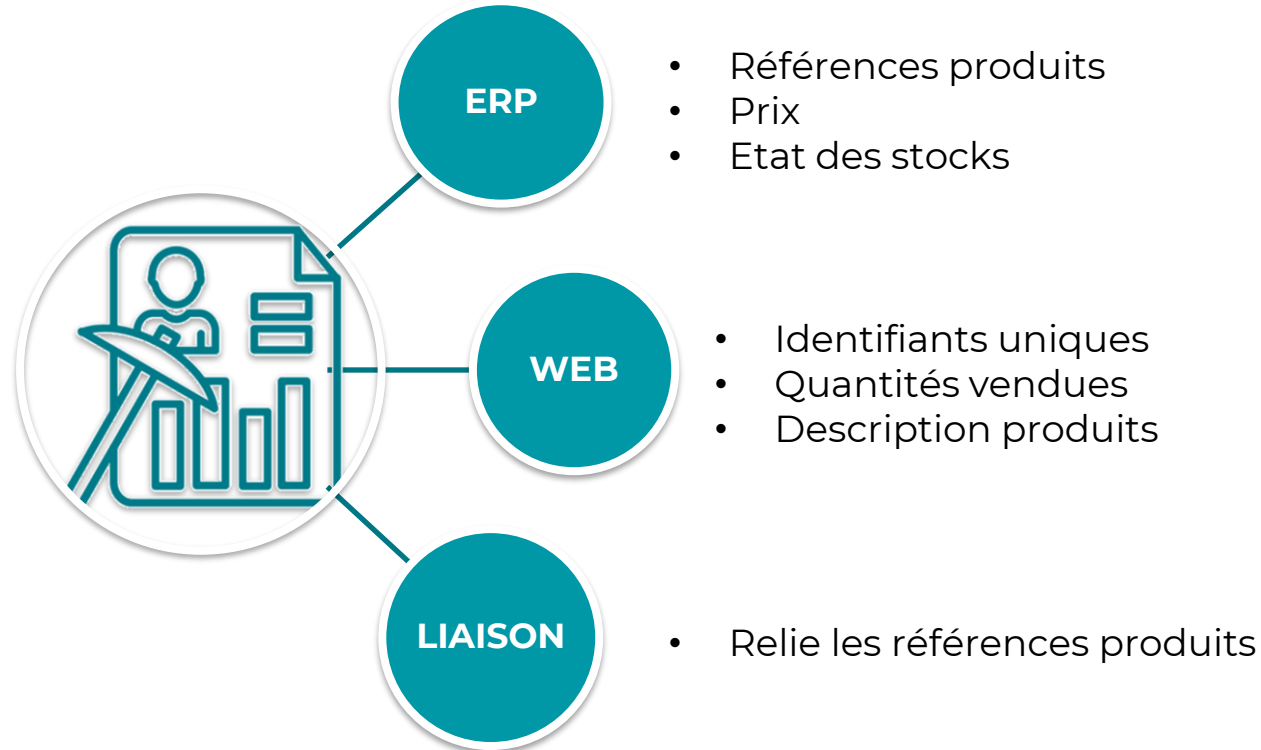 ERP
• Références produits
• Prix
• Etat des stocks
WEB
• Identifiants uniques
• Quantités vendues
• Description produits
LIAISON
• Relie les références produits